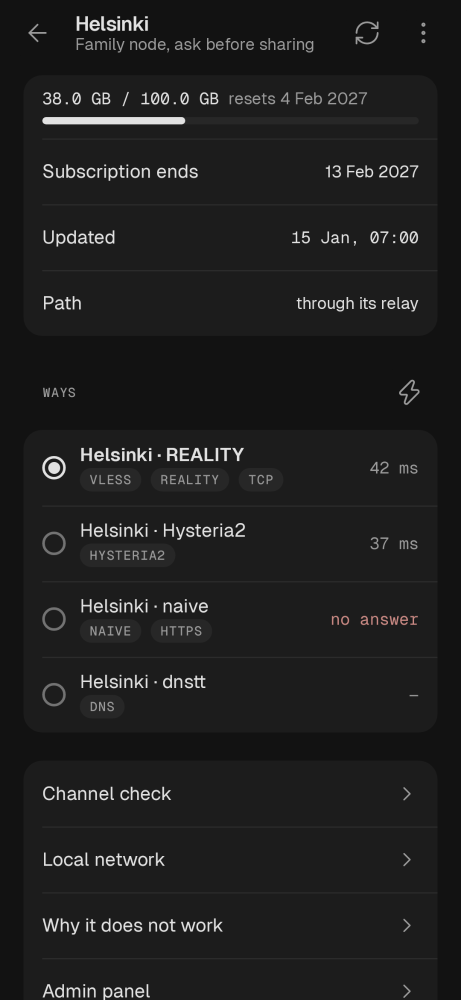 Helsinki
Family node, ask before sharing
38.0 GB / 100.0 GB resets 4 Feb 2027
Subscription ends 13 Feb 2027
Updated 15 Jan, 07:00
Path through its relay
WAYS
Helsinki · REALITY
VLESS REALITY TCP 42 ms
Helsinki · Hysteria2
HYSTERIA2 37 ms
Helsinki · naive
NAIVE HTTPS no answer
Helsinki · dnstt
DNS –
Channel check
Local network
Why it does not work
Admin panel